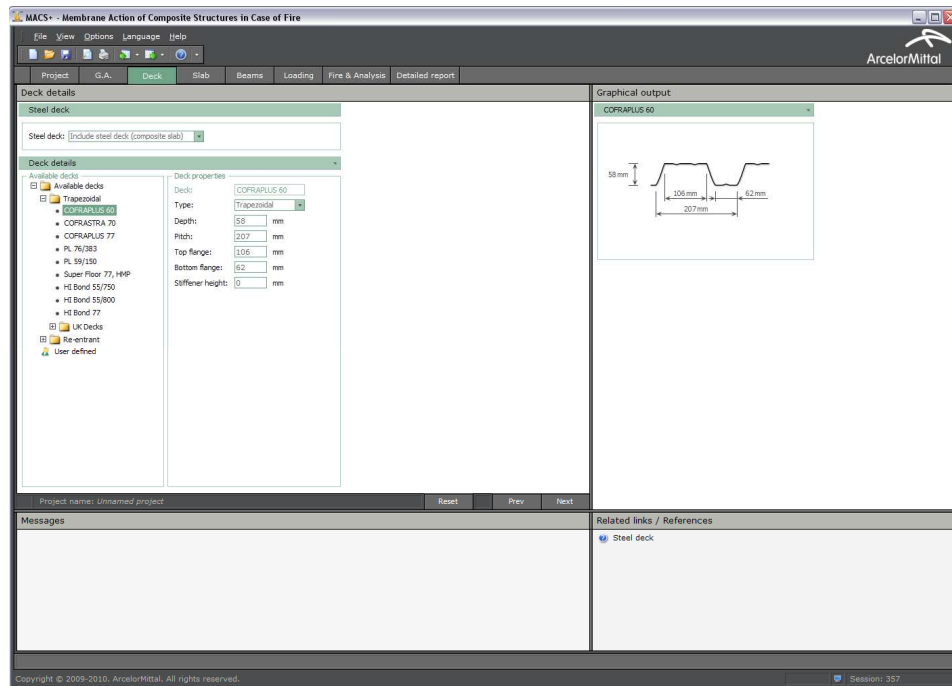 MACS+ - Membrane Action of Composite Structures in Case of Fire
File View Options Language Help
ArcelorMittal
Project G.A. Deck Slab Beams Loading Fire & Analysis Detailed report
Deck details
Graphical output
Steel deck
COFRAPLUS 60
Steel deck: Include steel deck (composite slab)
Deck details
Available decks
Available decks
Trapezoidal
COFRAPLUS 60
COFRASTRA 70
COFRAPLUS 77
PL 76/383
PL 59/150
Super Floor 77, HMP
HI Bond 55/750
HI Bond 55/800
HI Bond 77
UK Decks
Re-entrant
User defined
Deck properties
Deck: COFRAPLUS 60
Type: Trapezoidal
Depth: 58 mm
Pitch: 207 mm
Top flange: 106 mm
Bottom flange: 62 mm
Stiffener height: 0 mm
58 mm
106 mm 62 mm
207 mm
Project name: Unnamed project
Reset Prev Next
Messages
Related links / References
Steel deck
Copyright © 2009-2010. ArcelorMittal. All rights reserved.
Session: 357